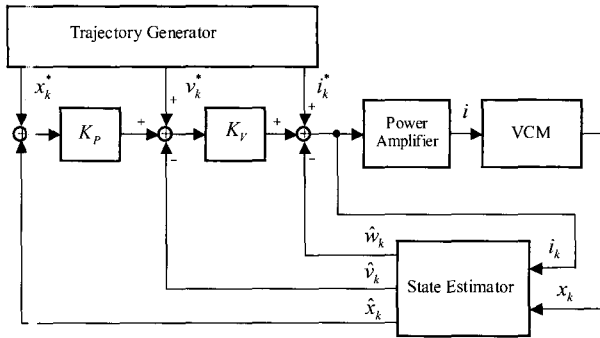 Trajectory Generator
x*k v*k i*k
+ + +
KP + KV + Power Amplifier i VCM
− −
ŵk
ik
v̂k
State Estimator
xk
x̂k